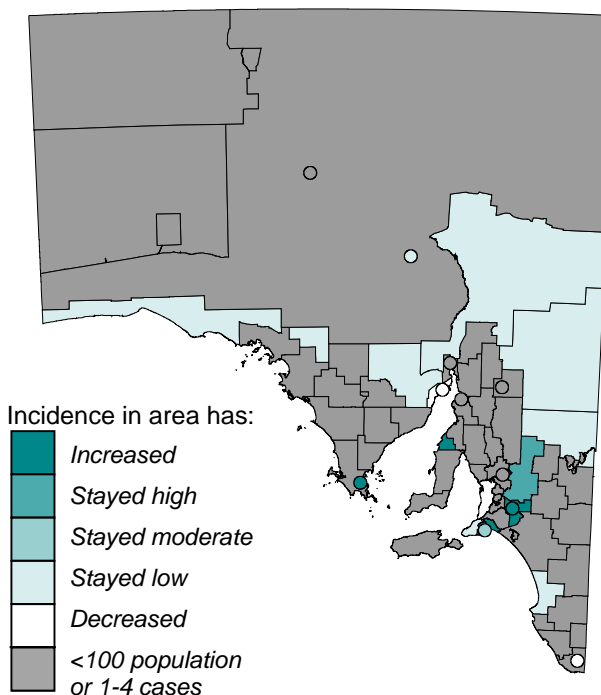 Incidence in area has:
Increased
Stayed high
Stayed moderate
Stayed low
Decreased
<100 population
or 1-4 cases